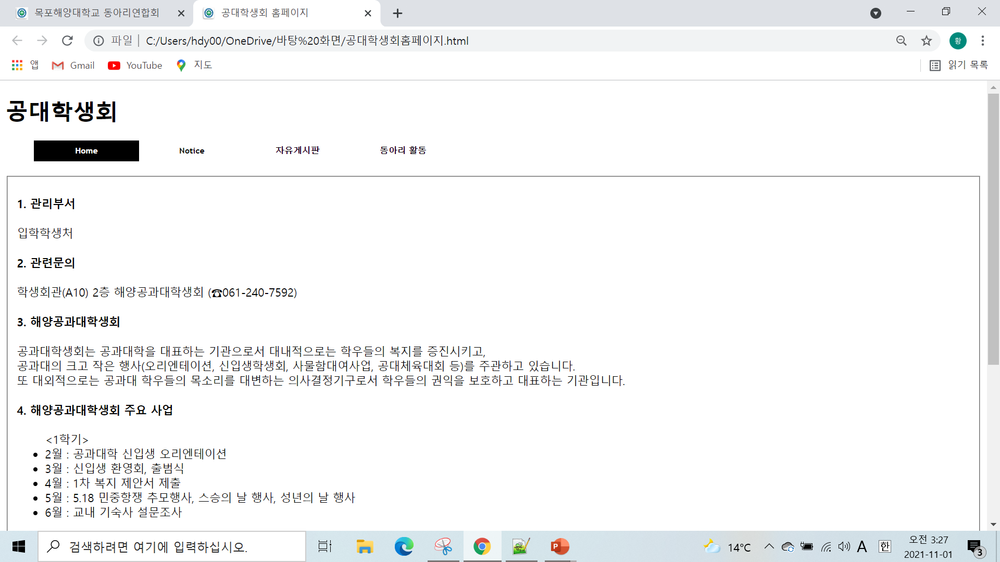 목포해양대학교 동아리연합회
공대학생회 홈페이지
파일
C:/Users/hdy00/OneDrive/바탕%20화면/공대학생회홈페이지.html
황
앱
Gmail
YouTube
지도
읽기 목록
공대학생회
Home
Notice
자유게시판
동아리 활동
1. 관리부서
입학학생처
2. 관련문의
학생회관(A10) 2층 해양공과대학생회 (☎061-240-7592)
3. 해양공과대학생회
공과대학생회는 공과대학을 대표하는 기관으로서 대내적으로는 학우들의 복지를 증진시키고,
공과대의 크고 작은 행사(오리엔테이션, 신입생학생회, 사물함대여사업, 공대체육대회 등)를 주관하고 있습니다.
또 대외적으로는 공과대 학우들의 목소리를 대변하는 의사결정기구로서 학우들의 권익을 보호하고 대표하는 기관입니다.
4. 해양공과대학생회 주요 사업
<1학기>
• 2월 : 공과대학 신입생 오리엔테이션
• 3월 : 신입생 환영회, 출범식
• 4월 : 1차 복지 제안서 제출
• 5월 : 5.18 민중항쟁 추모행사, 스승의 날 행사, 성년의 날 행사
• 6월 : 교내 기숙사 설문조사
검색하려면 여기에 입력하십시오.
14°C
A
한
오전 3:27
2021-11-01
3